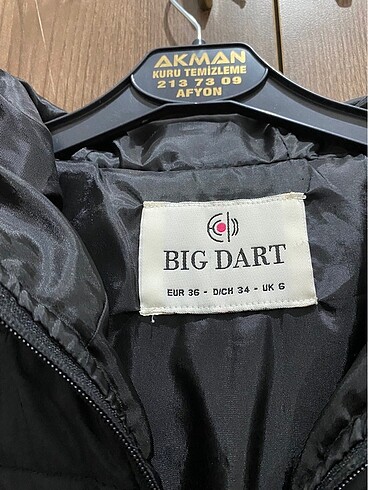 AKMAN
KURU TEMİZLEME
213 73 09
AFYON
BIG DART
EUR 36 - D/CH 34 - UK 6